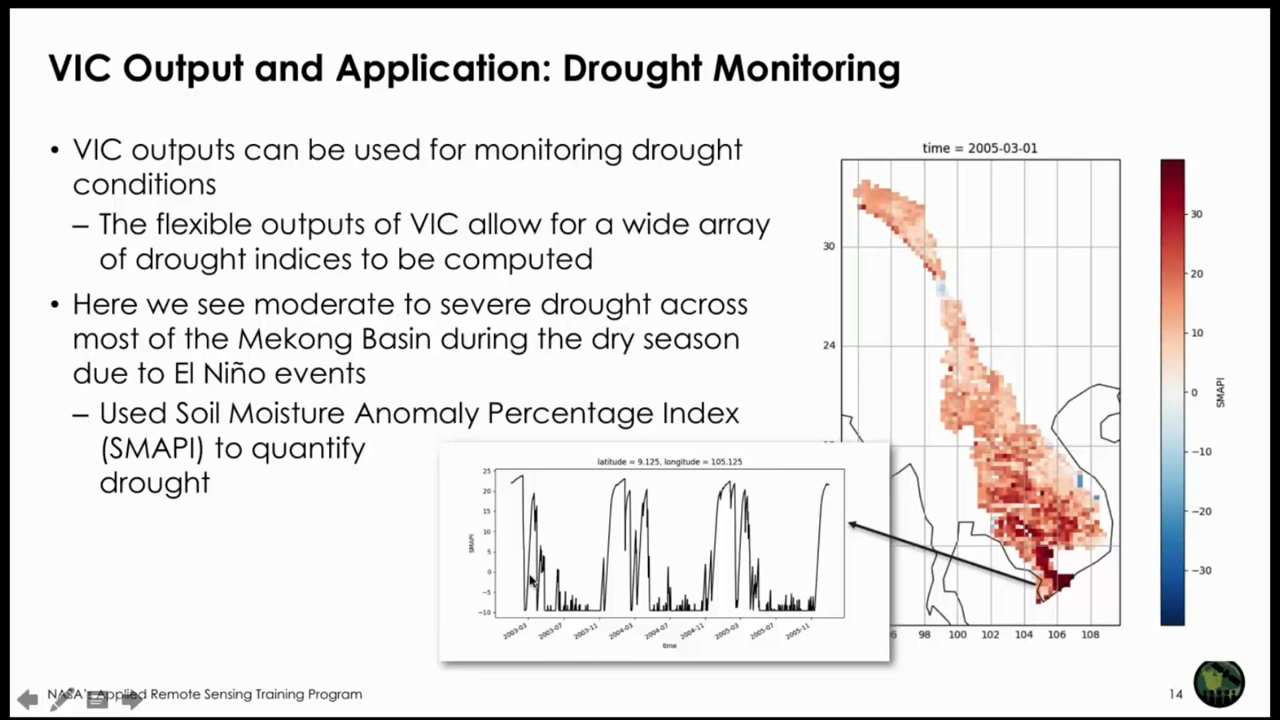 VIC Output and Application: Drought Monitoring
• VIC outputs can be used for monitoring drought
conditions
– The flexible outputs of VIC allow for a wide array
of drought indices to be computed
• Here we see moderate to severe drought across
most of the Mekong Basin during the dry season
due to El Niño events
– Used Soil Moisture Anomaly Percentage Index
(SMAPI) to quantify
drought
time = 2005-03-01
30
24
98 100 102 104 106 108
30
20
10
0
−10
−20
−30
SMAPI
latitude = 9.125, longitude = 105.125
25
20
15
10
5
0
−5
−10
SMAPI
2003-03 2003-07 2003-11 2004-03 2004-07 2004-11 2005-03 2005-07 2005-11
time
NASA's Applied Remote Sensing Training Program
14